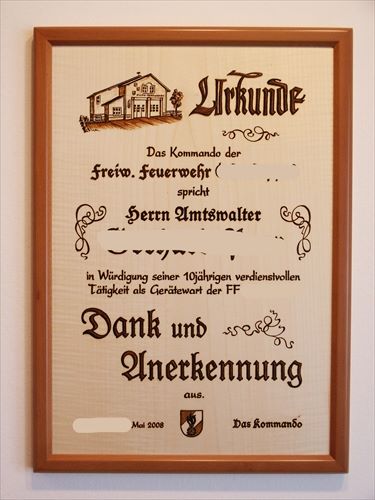 Urkunde
Das Kommando der
Freiw. Feuerwehr (
spricht
Herrn Amtswalter
in Würdigung seiner 10jährigen verdienstvollen
Tätigkeit als Gerätewart der FF
Dank und
Anerkennung
aus.
Mai 2008 Das Kommando